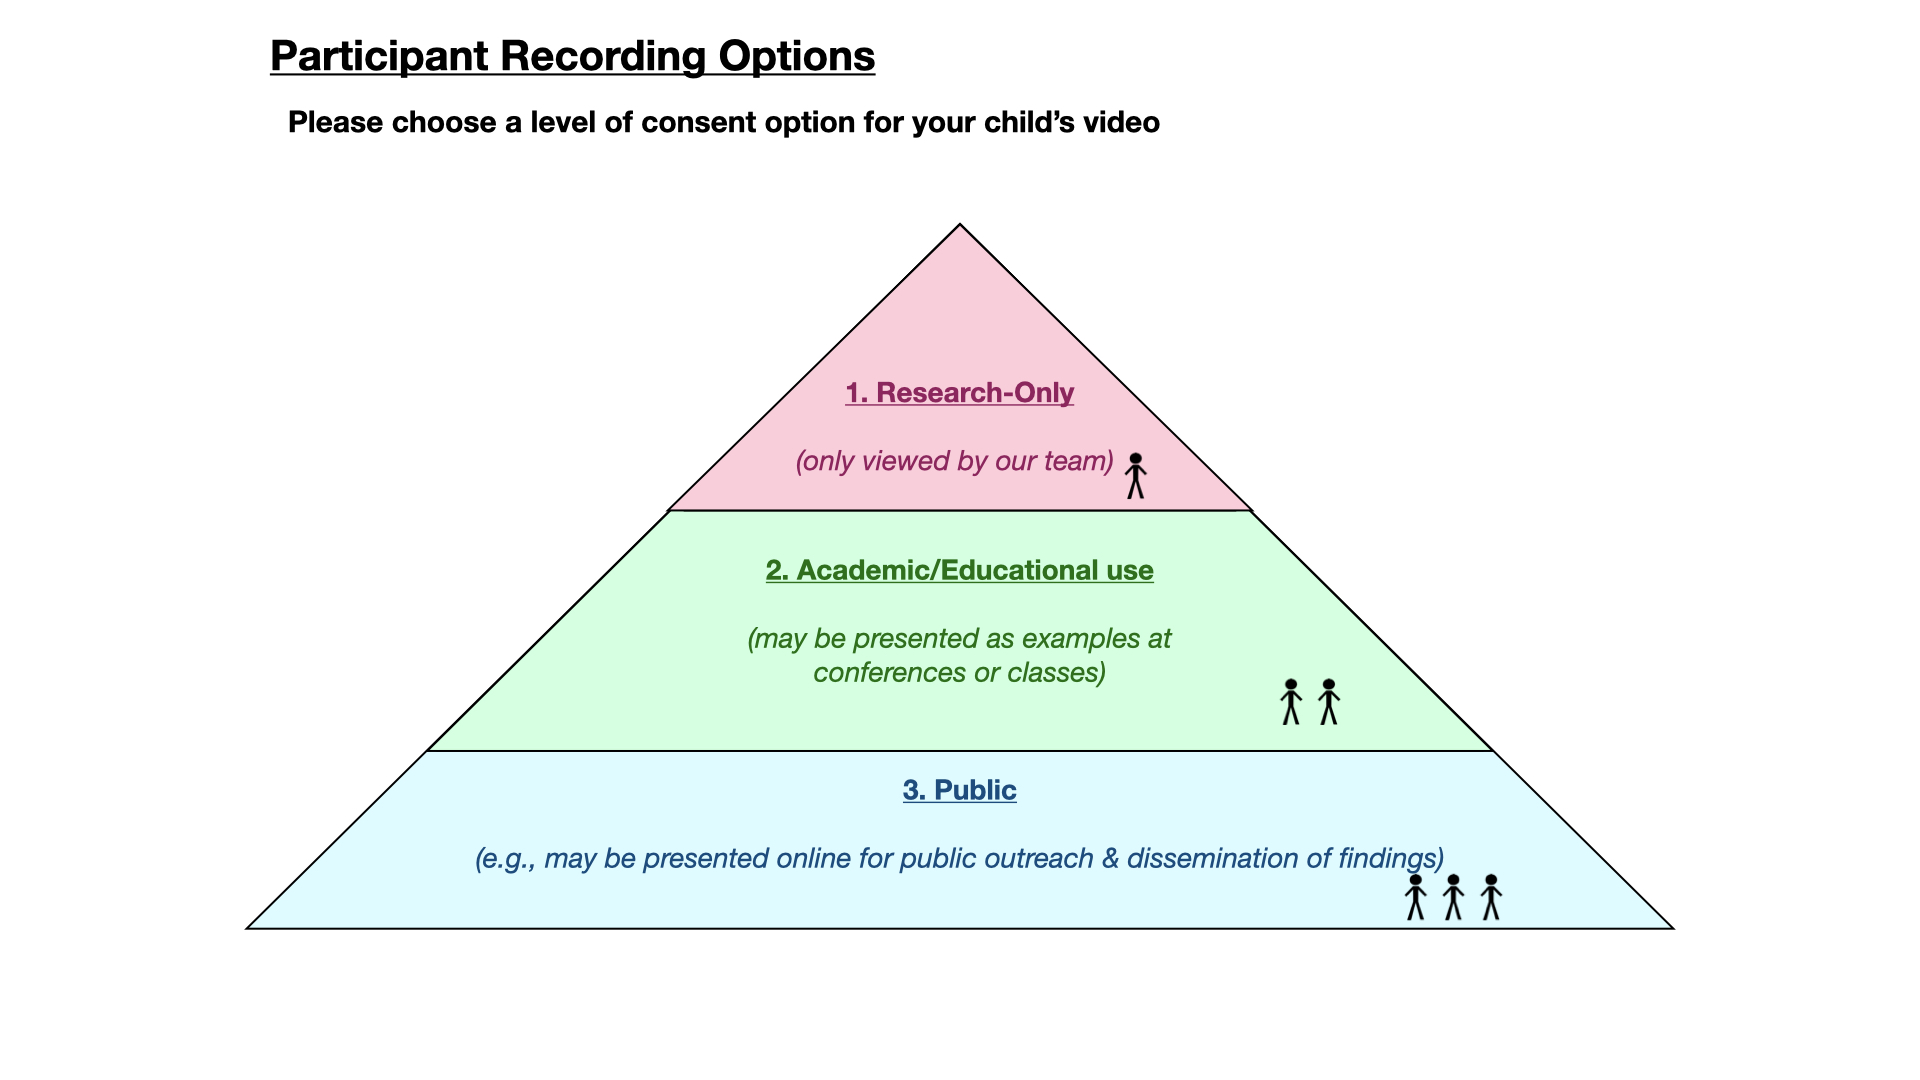 Participant Recording Options
Please choose a level of consent option for your child’s video
1. Research-Only
(only viewed by our team)
2. Academic/Educational use
(may be presented as examples at
conferences or classes)
3. Public
(e.g., may be presented online for public outreach & dissemination of findings)